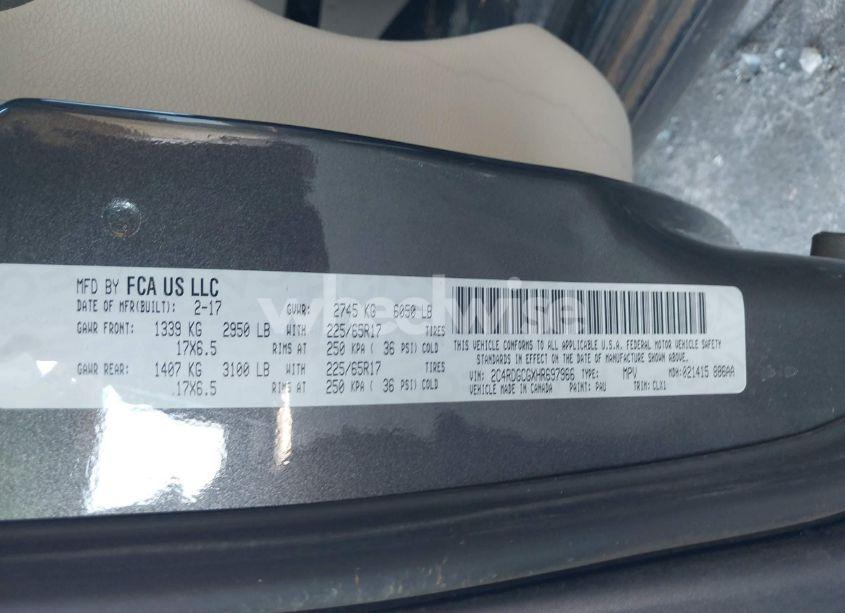 MFD BY FCA US LLC
DATE OF MFR(BUILT): 2-17 GVWR: 2745 KG 6050 LB
GAWR FRONT: 1339 KG 2950 LB WITH 225/65R17 TIRES
17X6.5 RIMS AT 250 KPA ( 36 PSI) COLD
GAWR REAR: 1407 KG 3100 LB WITH 225/65R17 TIRES
17X6.5 RIMS AT 250 KPA ( 36 PSI) COLD
THIS VEHICLE CONFORMS TO ALL APPLICABLE U.S.A. FEDERAL MOTOR VEHICLE SAFETY
STANDARDS IN EFFECT ON THE DATE OF MANUFACTURE SHOWN ABOVE.
VIN: 2C4RDGCGXHR697966 TYPE: MPV MDH:021415 886AA
VEHICLE MADE IN CANADA PAINT: PAU TRIM: CLX1
wheelwise